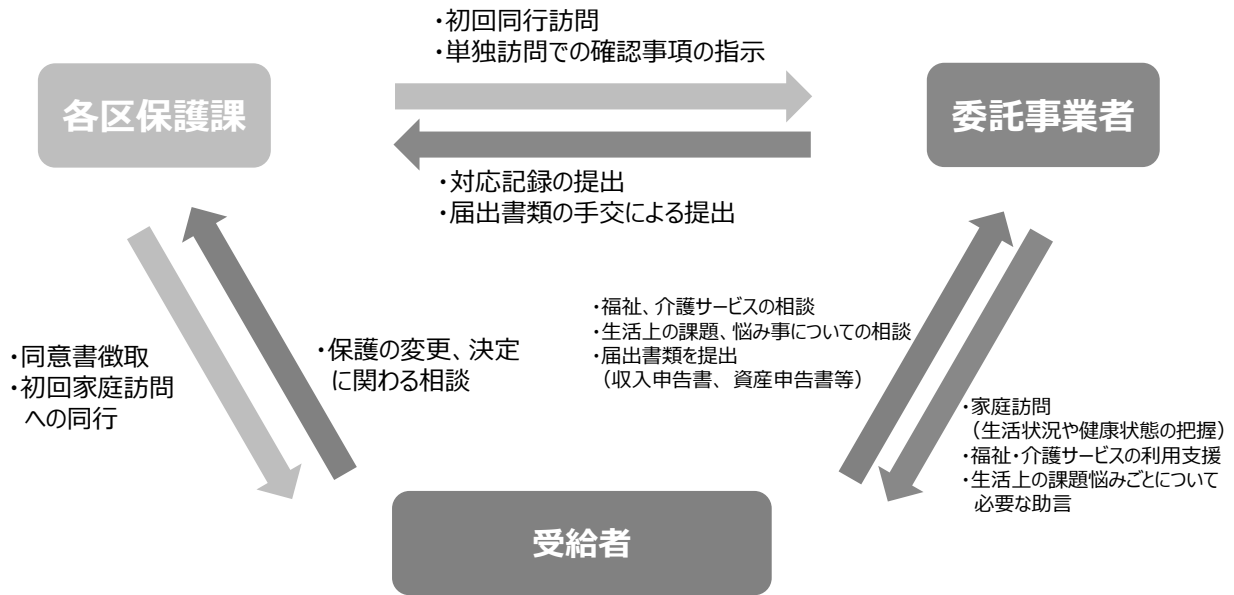 ・初回同行訪問
・単独訪問での確認事項の指示
各区保護課
委託事業者
・対応記録の提出
・届出書類の手交による提出
・同意書徴取
・初回家庭訪問
への同行
・保護の変更、決定
に関わる相談
・福祉、介護サービスの相談
・生活上の課題、悩み事についての相談
・届出書類を提出
（収入申告書、資産申告書等）
・家庭訪問
（生活状況や健康状態の把握）
・福祉・介護サービスの利用支援
・生活上の課題悩みごとについて
必要な助言
受給者